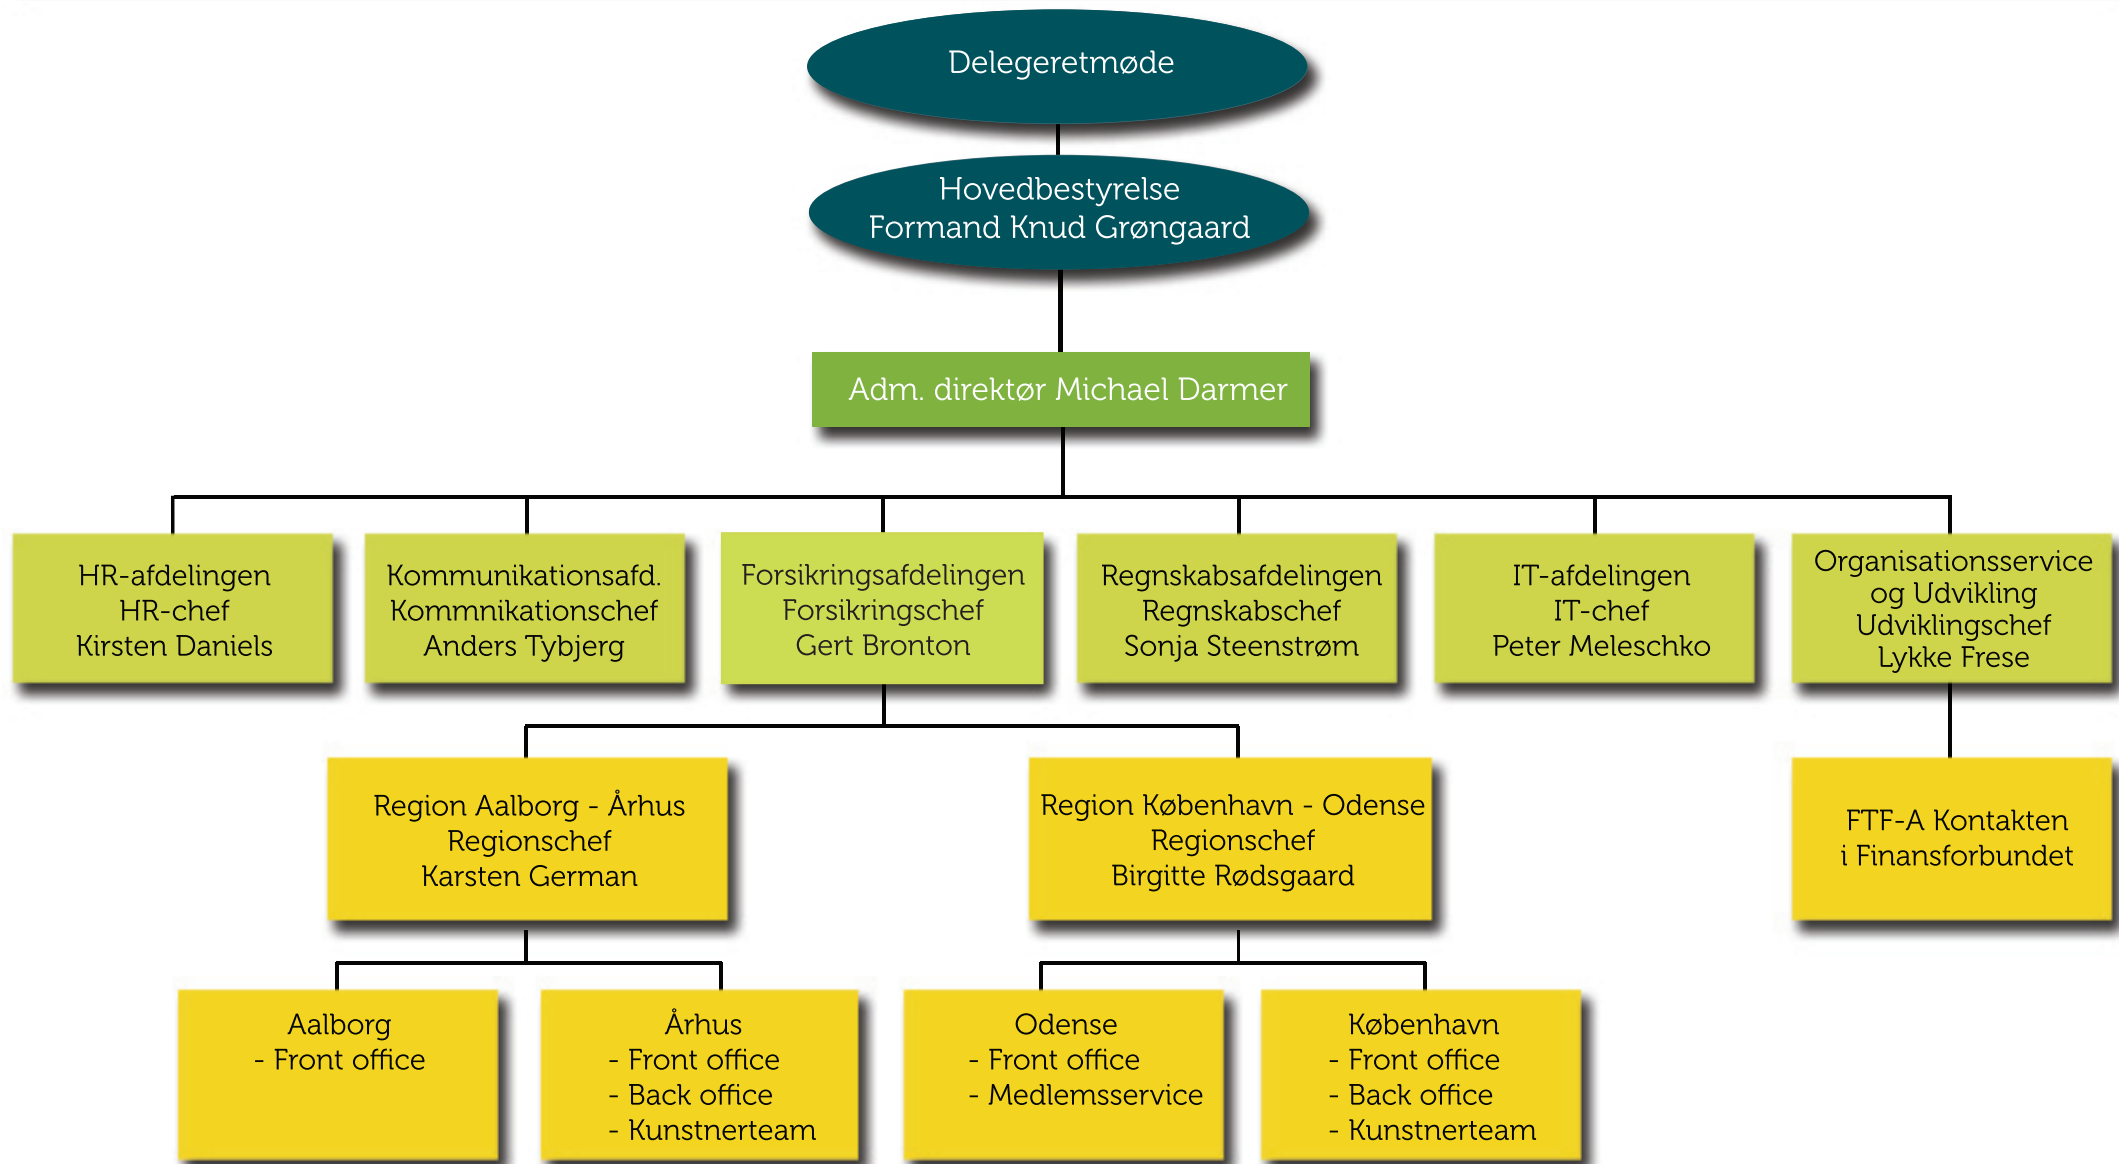 Delegeretmøde
Hovedbestyrelse
Formand Knud Grøngaard
Adm. direktør Michael Darmer
HR-afdelingen
HR-chef
Kirsten Daniels
Kommunikationsafd.
Kommnikationschef
Anders Tybjerg
Forsikringsafdelingen
Forsikringschef
Gert Bronton
Regnskabsafdelingen
Regnskabschef
Sonja Steenstrøm
IT-afdelingen
IT-chef
Peter Meleschko
Organisationsservice
og Udvikling
Udviklingschef
Lykke Frese
Region Aalborg - Århus
Regionschef
Karsten German
Region København - Odense
Regionschef
Birgitte Rødsgaard
FTF-A Kontakten
i Finansforbundet
Aalborg
- Front office
Århus
- Front office
- Back office
- Kunstnerteam
Odense
- Front office
- Medlemsservice
København
- Front office
- Back office
- Kunstnerteam